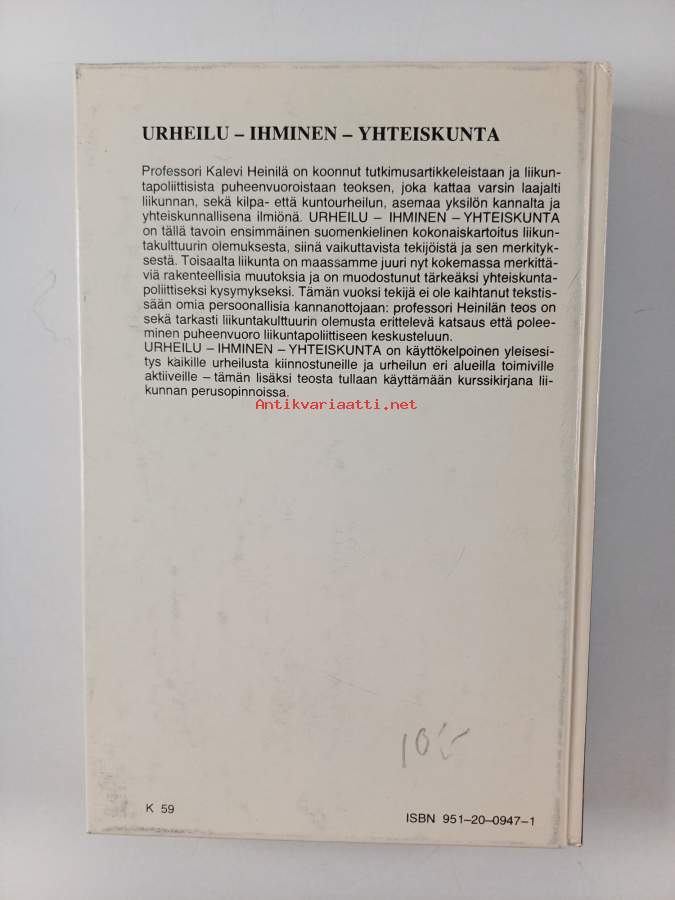 URHEILU – IHMINEN – YHTEISKUNTA
Professori Kalevi Heinilä on koonnut tutkimusartikkeleistaan ja liikun-
tapoliittisista puheenvuoroistaan teoksen, joka kattaa varsin laajalti
liikunnan, sekä kilpa- että kuntourheilun, asemaa yksilön kannalta ja
yhteiskunnallisena ilmiönä. URHEILU – IHMINEN – YHTEISKUNTA
on tällä tavoin ensimmäinen suomenkielinen kokonaiskartoitus liikun-
takulttuurin olemuksesta, siinä vaikuttavista tekijöistä ja sen merkityk-
sestä. Toisaalta liikunta on maassamme juuri nyt kokemassa merkittä-
viä rakenteellisia muutoksia ja on muodostunut tärkeäksi yhteiskunta-
poliittiseksi kysymykseksi. Tämän vuoksi tekijä ei ole kaihtanut tekstis-
sään omia persoonallisia kannanottojaan: professori Heinilän teos on
sekä tarkasti liikuntakulttuurin olemusta erittelevä katsaus että polee-
minen puheenvuoro liikuntapoliittiseen keskusteluun.
URHEILU – IHMINEN – YHTEISKUNTA on käyttökelpoinen yleisesi-
tys kaikille urheilusta kiinnostuneille ja urheilun eri alueilla toimiville
aktiiveille – tämän lisäksi teosta tullaan käyttämään kurssikirjana lii-
kunnan perusopinnoissa.
Antikvariaatti.net
10,-
K 59
ISBN 951–20–0947–1